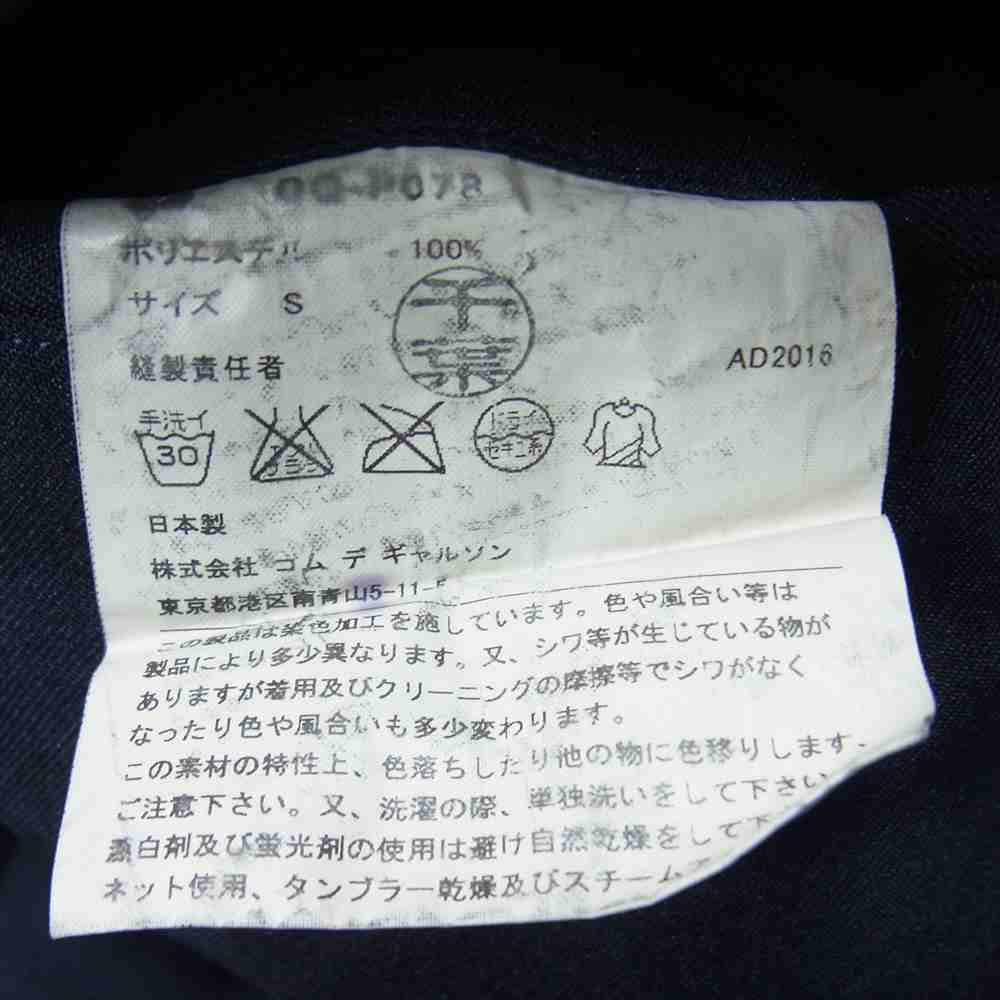 ポリエステル 100%
サイズ S
千葉
縫製責任者
AD2016
手洗イ
30
ドライ
セキユ系
日本製
株式会社 コム デ ギャルソン
東京都港区南青山5-11-5
この製品は染色加工を施しています。色や風合い等は
製品により多少異なります。又、シワ等が生じている物が
ありますが着用及びクリーニングの摩擦等でシワがなく
なったり色や風合いも多少変わります。
この素材の特性上、色落ちしたり他の物に色移りします。
ご注意下さい。又、洗濯の際、単独洗いをして下さい
漂白剤及び蛍光剤の使用は避け自然乾燥をして下
ネット使用、タンブラー乾燥及びスチーム